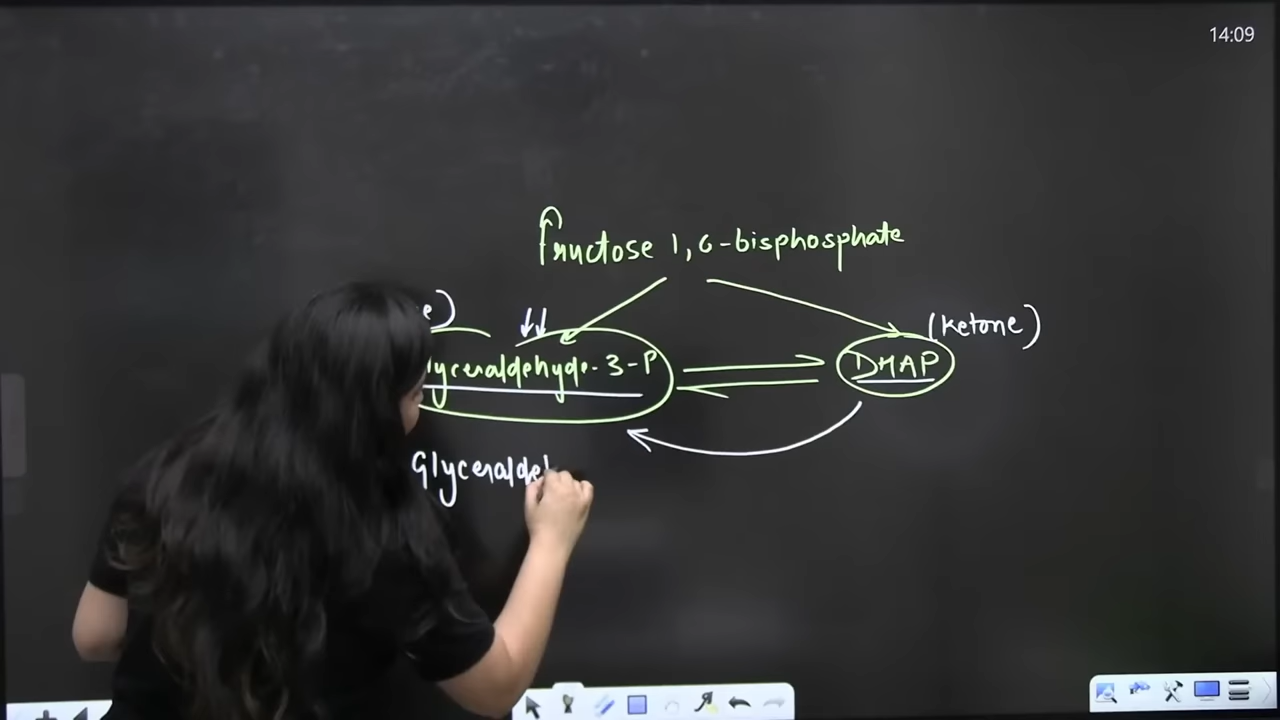 14:09
fructose 1,6-bisphosphate
(ketone)
lyceraldehyde-3-P DHAP
Glyceralde